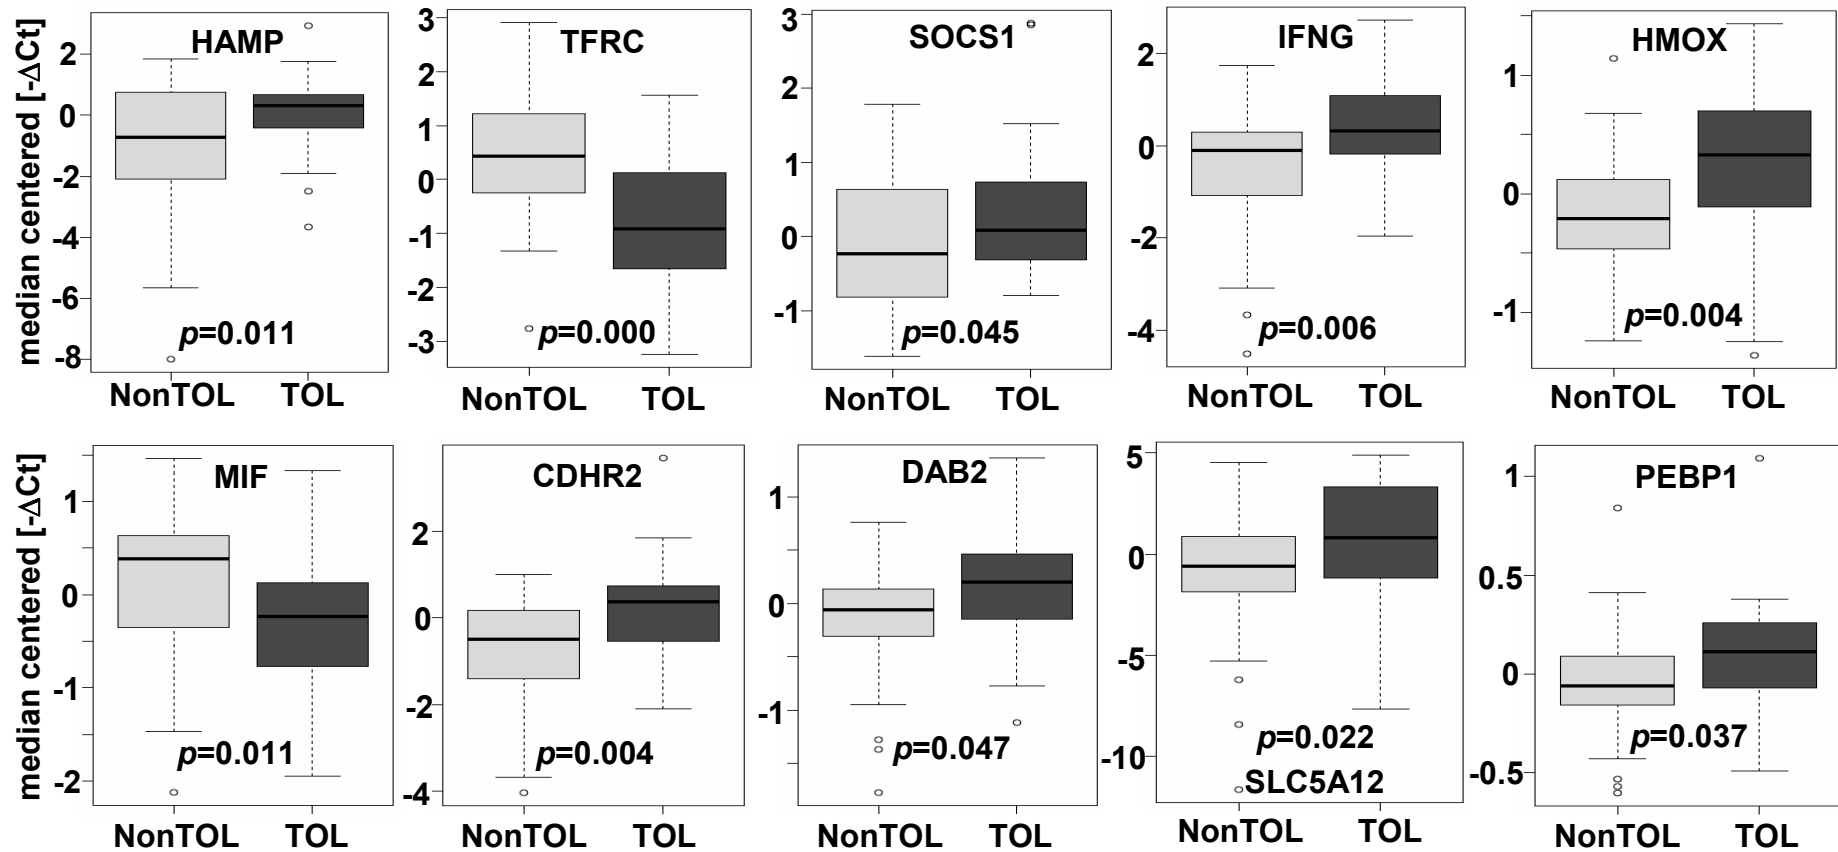 median centered [-ΔCt]
HAMP
2
0
-2
-4
-6
-8
p=0.011
NonTOL TOL
TFRC
3
2
1
0
-1
-2
-3
p=0.000
NonTOL TOL
SOCS1
3
2
1
0
-1
p=0.045
NonTOL TOL
IFNG
2
0
-2
-4
p=0.006
NonTOL TOL
HMOX
1
0
-1
p=0.004
NonTOL TOL
median centered [-ΔCt]
MIF
1
0
-1
-2
p=0.011
NonTOL TOL
CDHR2
2
0
-2
-4
p=0.004
NonTOL TOL
DAB2
1
0
-1
p=0.047
NonTOL TOL
5
0
-5
-10
p=0.022
SLC5A12
NonTOL TOL
PEBP1
1
0.5
0
-0.5
p=0.037
NonTOL TOL